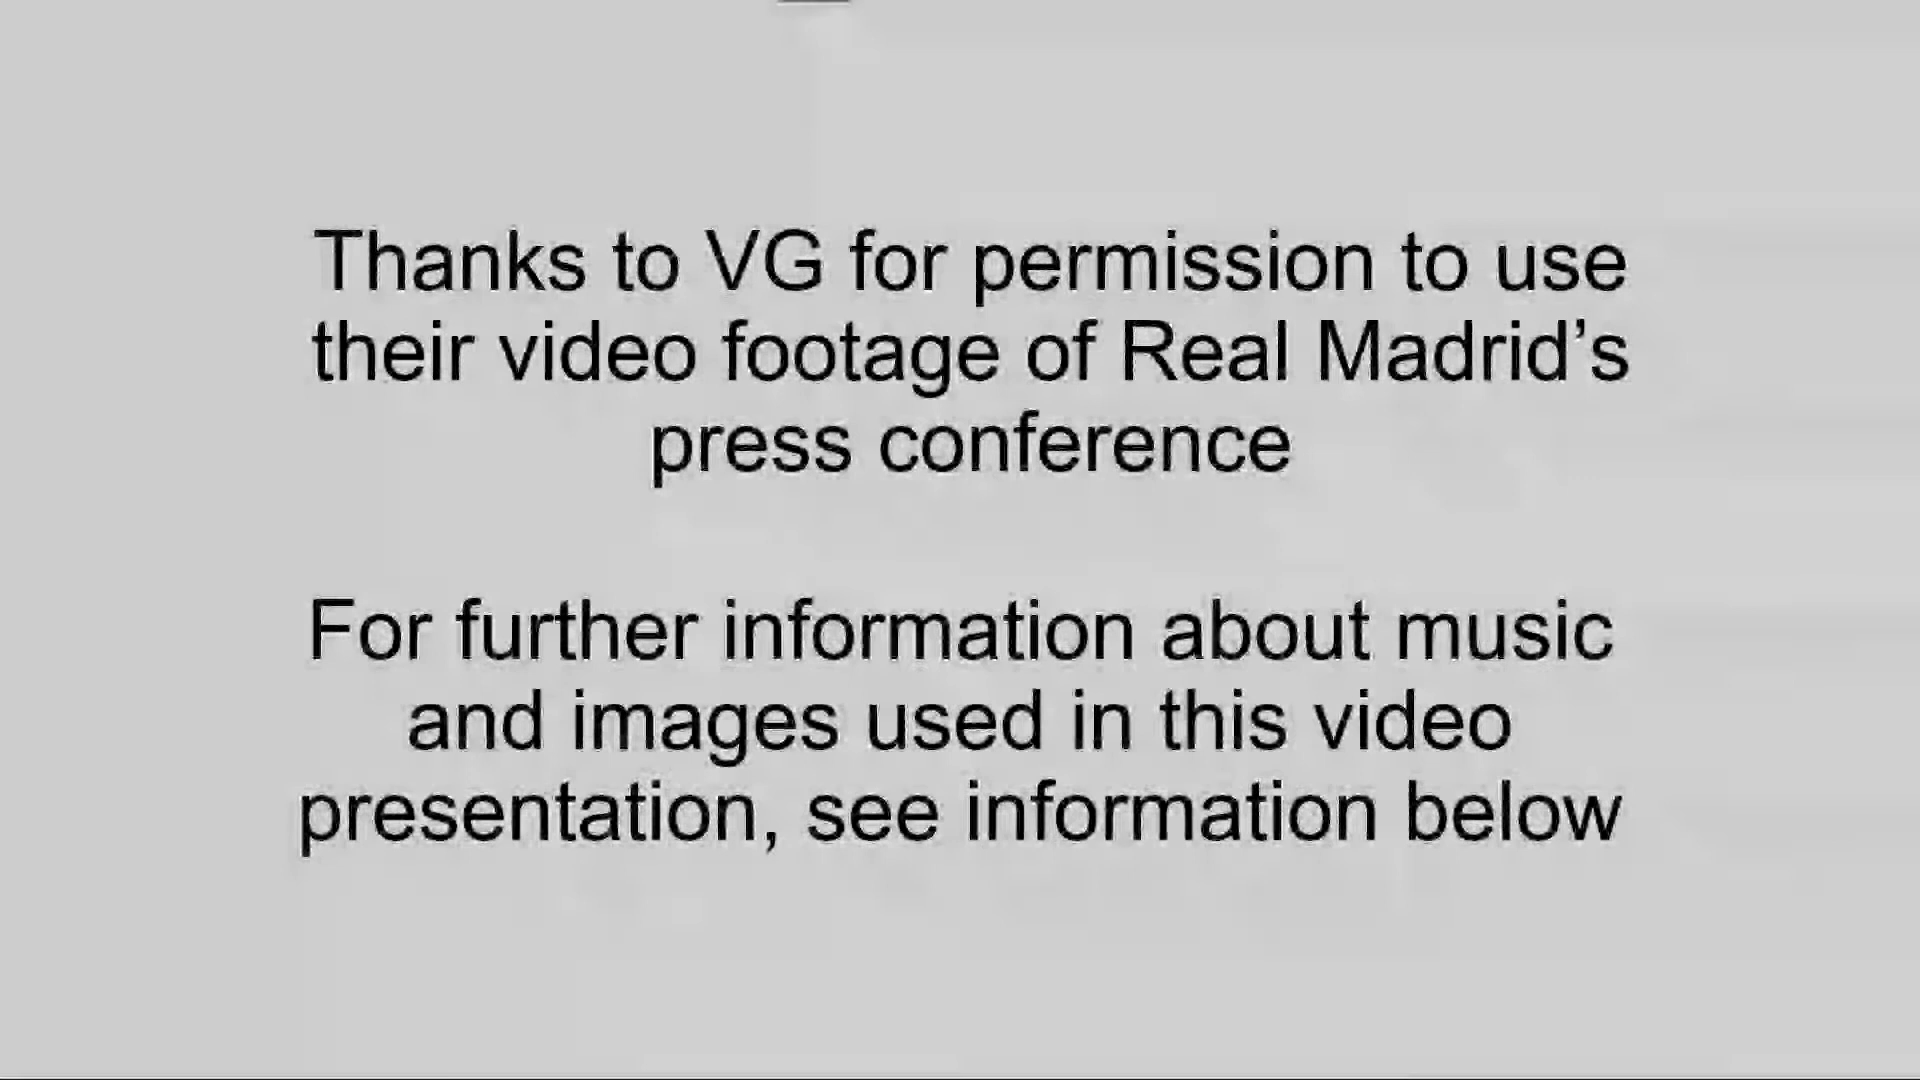 Thanks to VG for permission to use
their video footage of Real Madrid’s
press conference
For further information about music
and images used in this video
presentation, see information below